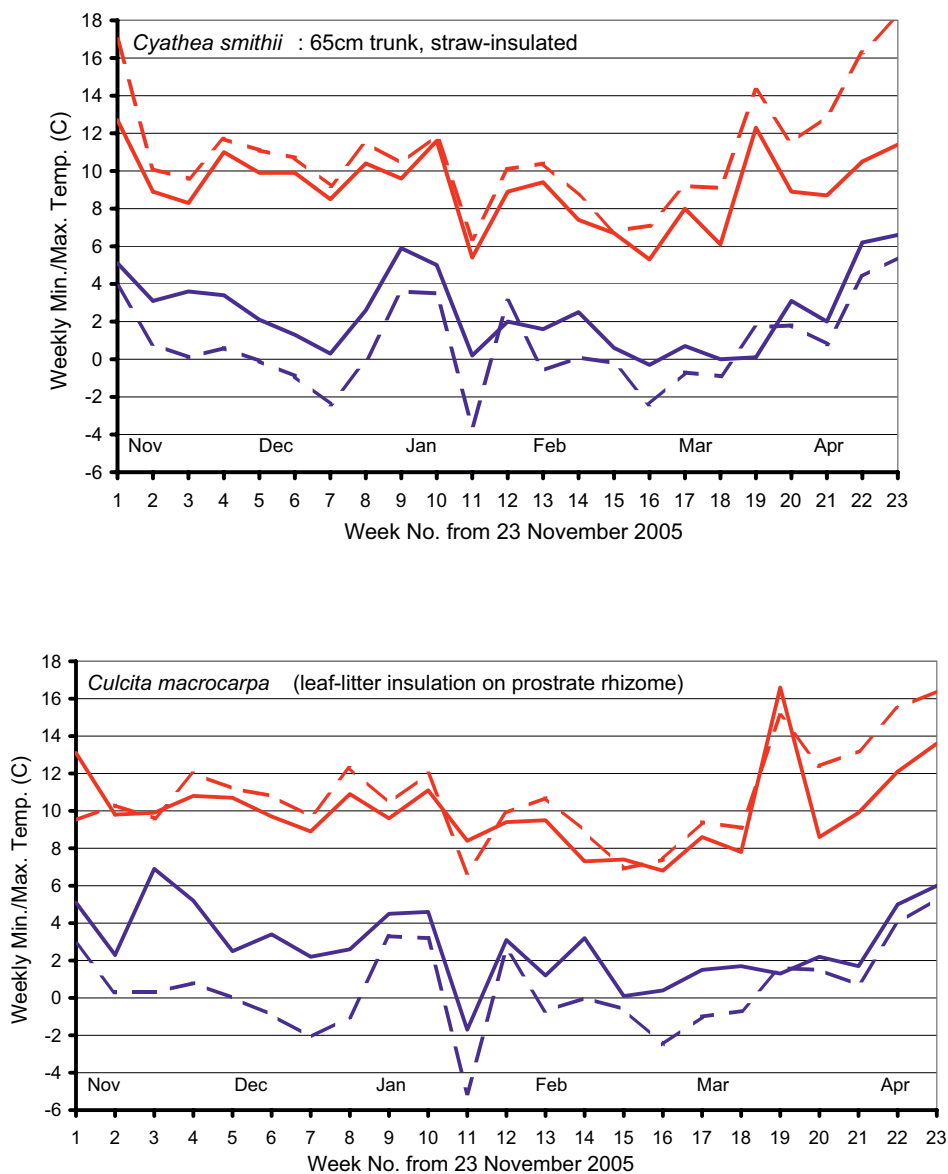 Cyathea smithii : 65cm trunk, straw-insulated
Weekly Min./Max. Temp. (C)
18
16
14
12
10
8
6
4
2
0
-2
-4
-6
Nov Dec Jan Feb Mar Apr
1 2 3 4 5 6 7 8 9 10 11 12 13 14 15 16 17 18 19 20 21 22 23
Week No. from 23 November 2005
Culcita macrocarpa (leaf-litter insulation on prostrate rhizome)
Weekly Min./Max. Temp. (C)
18
16
14
12
10
8
6
4
2
0
-2
-4
-6
Nov Dec Jan Feb Mar Apr
1 2 3 4 5 6 7 8 9 10 11 12 13 14 15 16 17 18 19 20 21 22 23
Week No. from 23 November 2005